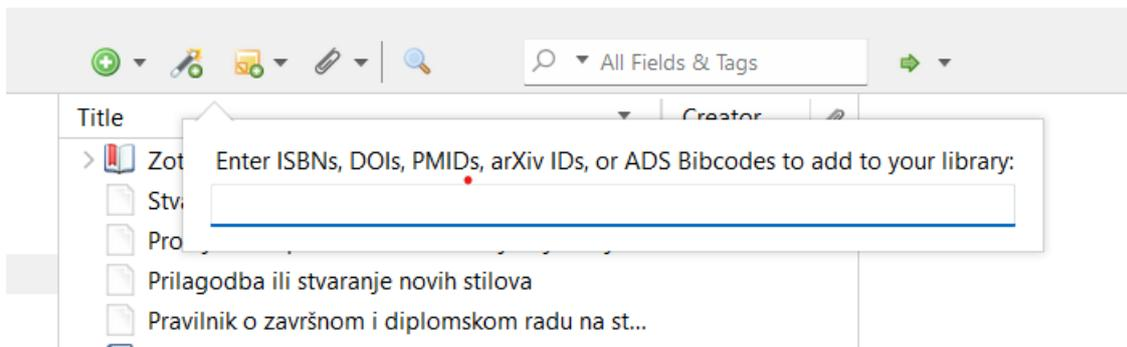 All Fields & Tags
Title
Creator
Zot
Enter ISBNs, DOIs, PMIDs, arXiv IDs, or ADS Bibcodes to add to your library:
Stva
Pro
Prilagodba ili stvaranje novih stilova
Pravilnik o završnom i diplomskom radu na st...